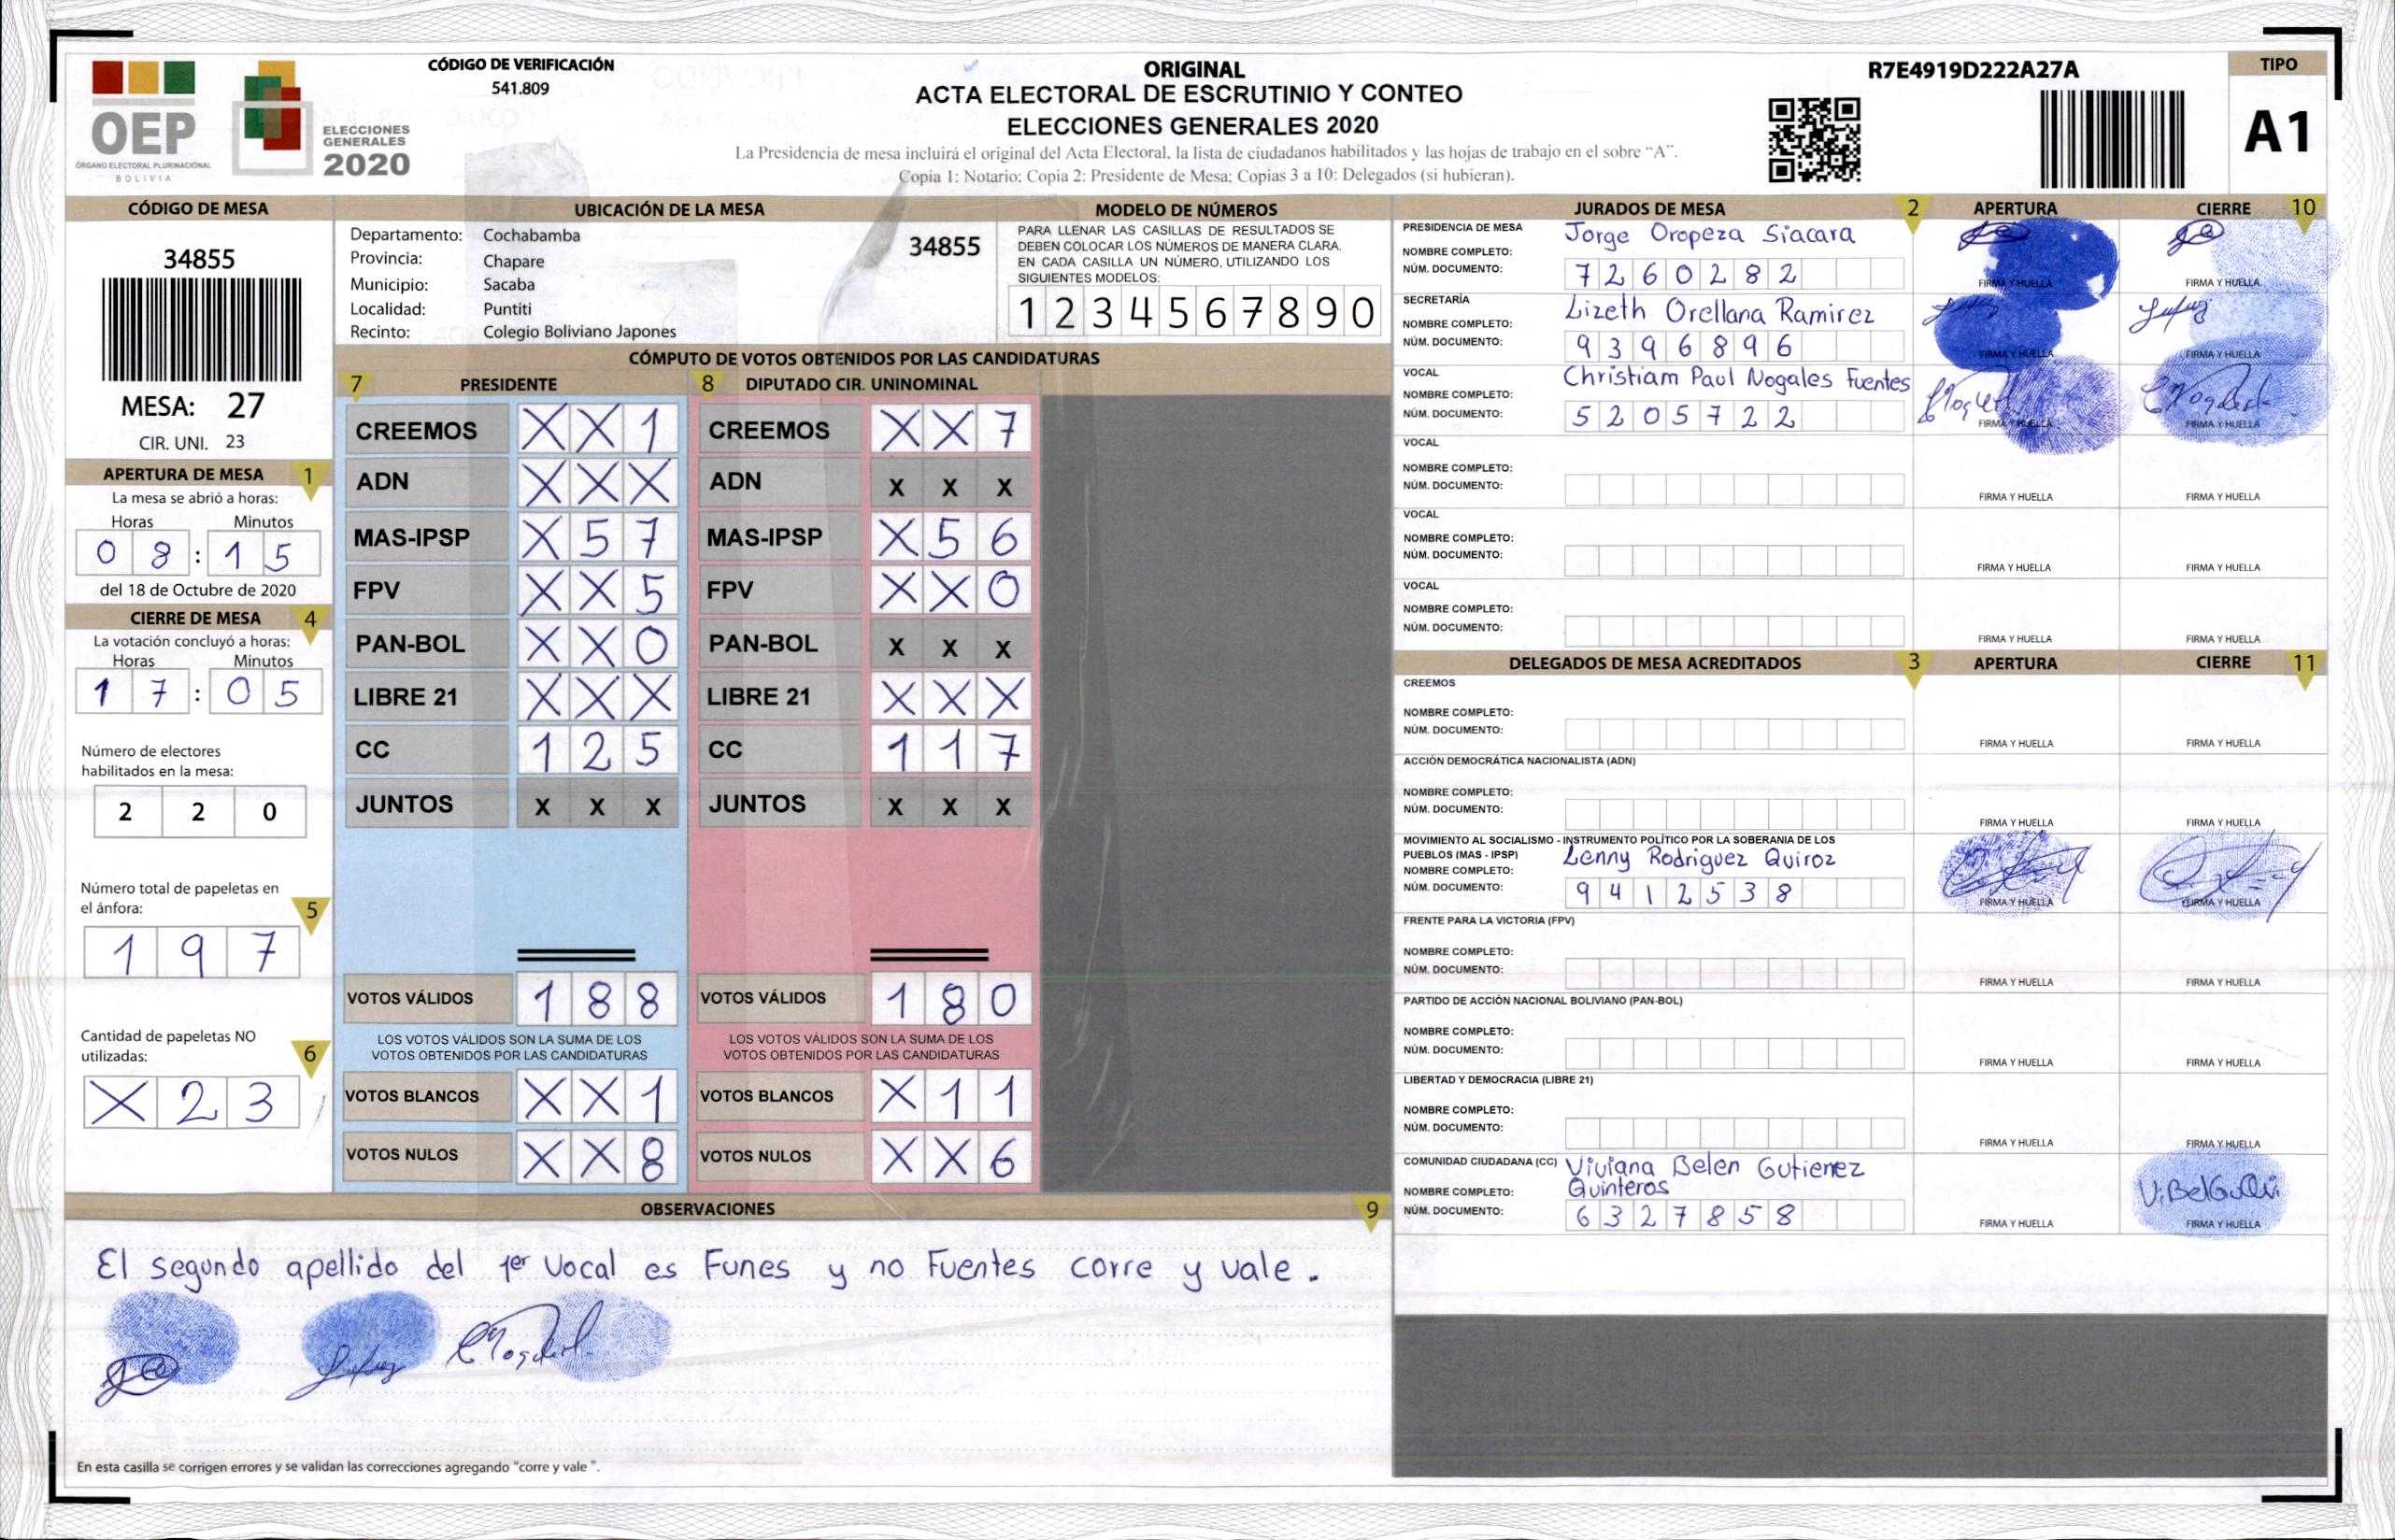 OEP
ÓRGANO ELECTORAL PLURINACIONAL
BOLIVIA
ELECCIONES
GENERALES
2020
CÓDIGO DE VERIFICACIÓN
541.809
ORIGINAL
ACTA ELECTORAL DE ESCRUTINIO Y CONTEO
ELECCIONES GENERALES 2020
La Presidencia de mesa incluirá el original del Acta Electoral, la lista de ciudadanos habilitados y las hojas de trabajo en el sobre "A".
Copia 1: Notario; Copia 2: Presidente de Mesa; Copias 3 a 10: Delegados (si hubieran).
R7E4919D222A27A
TIPO
A1
CÓDIGO DE MESA
34855
MESA: 27
CIR. UNI. 23
APERTURA DE MESA 1
La mesa se abrió a horas:
Horas Minutos
0 8 : 1 5
del 18 de Octubre de 2020
CIERRE DE MESA 4
La votación concluyó a horas:
Horas Minutos
1 7 : 0 5
Número de electores
habilitados en la mesa:
2 2 0
Número total de papeletas en
el ánfora: 5
1 9 7
Cantidad de papeletas NO
utilizadas: 6
X 2 3
UBICACIÓN DE LA MESA
Departamento: Cochabamba
34855
Provincia: Chapare
Municipio: Sacaba
Localidad: Puntiti
Recinto: Colegio Boliviano Japones
MODELO DE NÚMEROS
PARA LLENAR LAS CASILLAS DE RESULTADOS SE
DEBEN COLOCAR LOS NÚMEROS DE MANERA CLARA.
EN CADA CASILLA UN NÚMERO, UTILIZANDO LOS
SIGUIENTES MODELOS:
1 2 3 4 5 6 7 8 9 0
CÓMPUTO DE VOTOS OBTENIDOS POR LAS CANDIDATURAS
7 PRESIDENTE
CREEMOS X X 1
ADN X X X
MAS-IPSP X 5 7
FPV X X 5
PAN-BOL X X 0
LIBRE 21 X X X
CC 1 2 5
JUNTOS X X X
VOTOS VÁLIDOS 1 8 8
LOS VOTOS VÁLIDOS SON LA SUMA DE LOS
VOTOS OBTENIDOS POR LAS CANDIDATURAS
VOTOS BLANCOS X X 1
VOTOS NULOS X X 8
8 DIPUTADO CIR. UNINOMINAL
CREEMOS X X 7
ADN X X X
MAS-IPSP X 5 6
FPV X X 0
PAN-BOL X X X
LIBRE 21 X X X
CC 1 1 7
JUNTOS X X X
VOTOS VÁLIDOS 1 8 0
LOS VOTOS VÁLIDOS SON LA SUMA DE LOS
VOTOS OBTENIDOS POR LAS CANDIDATURAS
VOTOS BLANCOS X 1 1
VOTOS NULOS X X 6
JURADOS DE MESA 2 APERTURA CIERRE 10
PRESIDENCIA DE MESA
NOMBRE COMPLETO: Jorge Oropeza Siacara
NÚM. DOCUMENTO: 7 2 6 0 2 8 2
FIRMA Y HUELLA FIRMA Y HUELLA
SECRETARÍA
NOMBRE COMPLETO: Lizeth Orellana Ramirez
NÚM. DOCUMENTO: 9 3 9 6 8 9 6
FIRMA Y HUELLA FIRMA Y HUELLA
VOCAL
NOMBRE COMPLETO: Christiam Paul Nogales Fuentes
NÚM. DOCUMENTO: 5 2 0 5 7 2 2
FIRMA Y HUELLA FIRMA Y HUELLA
VOCAL
NOMBRE COMPLETO:
NÚM. DOCUMENTO:
FIRMA Y HUELLA FIRMA Y HUELLA
VOCAL
NOMBRE COMPLETO:
NÚM. DOCUMENTO:
FIRMA Y HUELLA FIRMA Y HUELLA
VOCAL
NOMBRE COMPLETO:
NÚM. DOCUMENTO:
FIRMA Y HUELLA FIRMA Y HUELLA
DELEGADOS DE MESA ACREDITADOS 3 APERTURA CIERRE 11
CREEMOS
NOMBRE COMPLETO:
NÚM. DOCUMENTO:
FIRMA Y HUELLA FIRMA Y HUELLA
ACCIÓN DEMOCRÁTICA NACIONALISTA (ADN)
NOMBRE COMPLETO:
NÚM. DOCUMENTO:
FIRMA Y HUELLA FIRMA Y HUELLA
MOVIMIENTO AL SOCIALISMO - INSTRUMENTO POLÍTICO POR LA SOBERANIA DE LOS
PUEBLOS (MAS - IPSP)
NOMBRE COMPLETO: Lenny Rodriguez Quiroz
NÚM. DOCUMENTO: 9 4 1 2 5 3 8
FIRMA Y HUELLA FIRMA Y HUELLA
FRENTE PARA LA VICTORIA (FPV)
NOMBRE COMPLETO:
NÚM. DOCUMENTO:
FIRMA Y HUELLA FIRMA Y HUELLA
PARTIDO DE ACCIÓN NACIONAL BOLIVIANO (PAN-BOL)
NOMBRE COMPLETO:
NÚM. DOCUMENTO:
FIRMA Y HUELLA FIRMA Y HUELLA
LIBERTAD Y DEMOCRACIA (LIBRE 21)
NOMBRE COMPLETO:
NÚM. DOCUMENTO:
FIRMA Y HUELLA FIRMA Y HUELLA
COMUNIDAD CIUDADANA (CC)
NOMBRE COMPLETO: Viviana Belen Gutierrez
Quinteros
NÚM. DOCUMENTO: 6 3 2 7 8 5 8
FIRMA Y HUELLA FIRMA Y HUELLA
OBSERVACIONES 9
El segundo apellido del 1er Vocal es Funes y no Fuentes corre y vale.
En esta casilla se corrigen errores y se validan las correcciones agregando "corre y vale ".